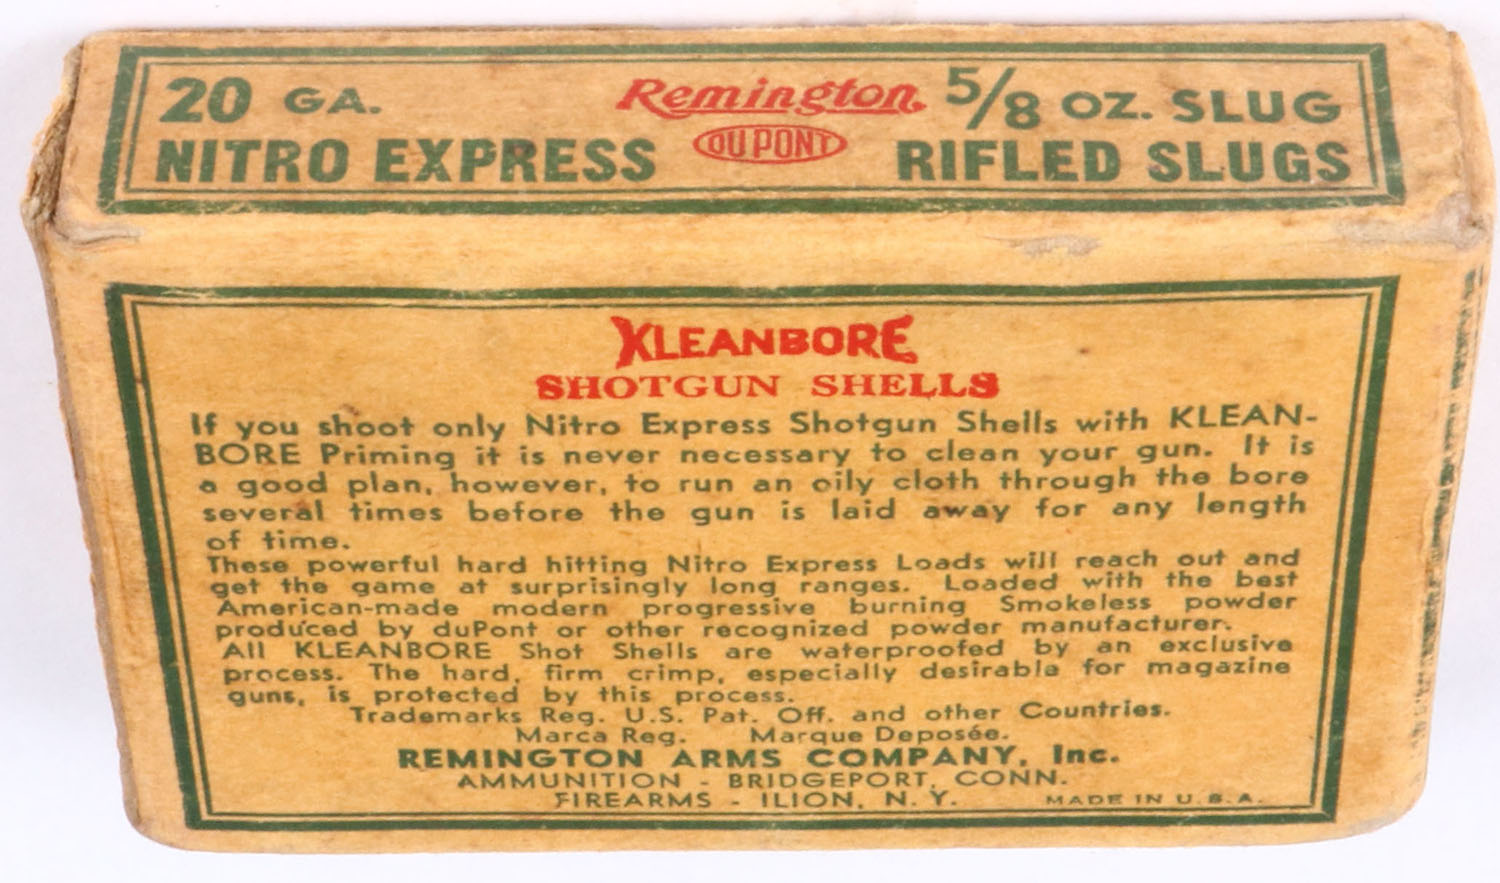 20 GA. Remington 5/8 OZ. SLUG
NITRO EXPRESS DU PONT RIFLED SLUGS
KLEANBORE
SHOTGUN SHELLS
If you shoot only Nitro Express Shotgun Shells with KLEAN-
BORE Priming it is never necessary to clean your gun. It is
a good plan, however, to run an oily cloth through the bore
several times before the gun is laid away for any length
of time.
These powerful hard hitting Nitro Express Loads will reach out and
get the game at surprisingly long ranges. Loaded with the best
American-made modern progressive burning Smokeless powder
produced by duPont or other recognized powder manufacturer.
All KLEANBORE Shot Shells are waterproofed by an exclusive
process. The hard, firm crimp, especially desirable for magazine
guns, is protected by this process.
Trademarks Reg. U.S. Pat. Off. and other Countries.
Marca Reg. Marque Deposée.
REMINGTON ARMS COMPANY, Inc.
AMMUNITION - BRIDGEPORT, CONN.
FIREARMS - ILION, N. Y. MADE IN U.S.A.